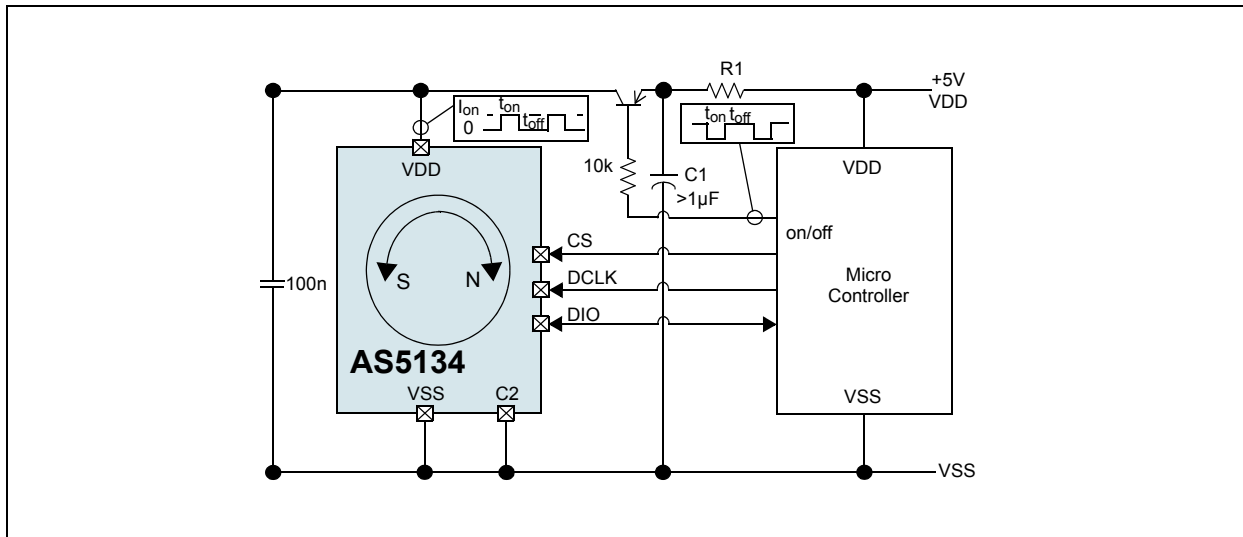 R1
+5V
VDD
Ion
0
ton
toff
ton toff
VDD
10k
C1
>1µF
VDD
on/off
CS
DCLK
DIO
Micro
Controller
100n
S
N
AS5134
VSS
C2
VSS
VSS